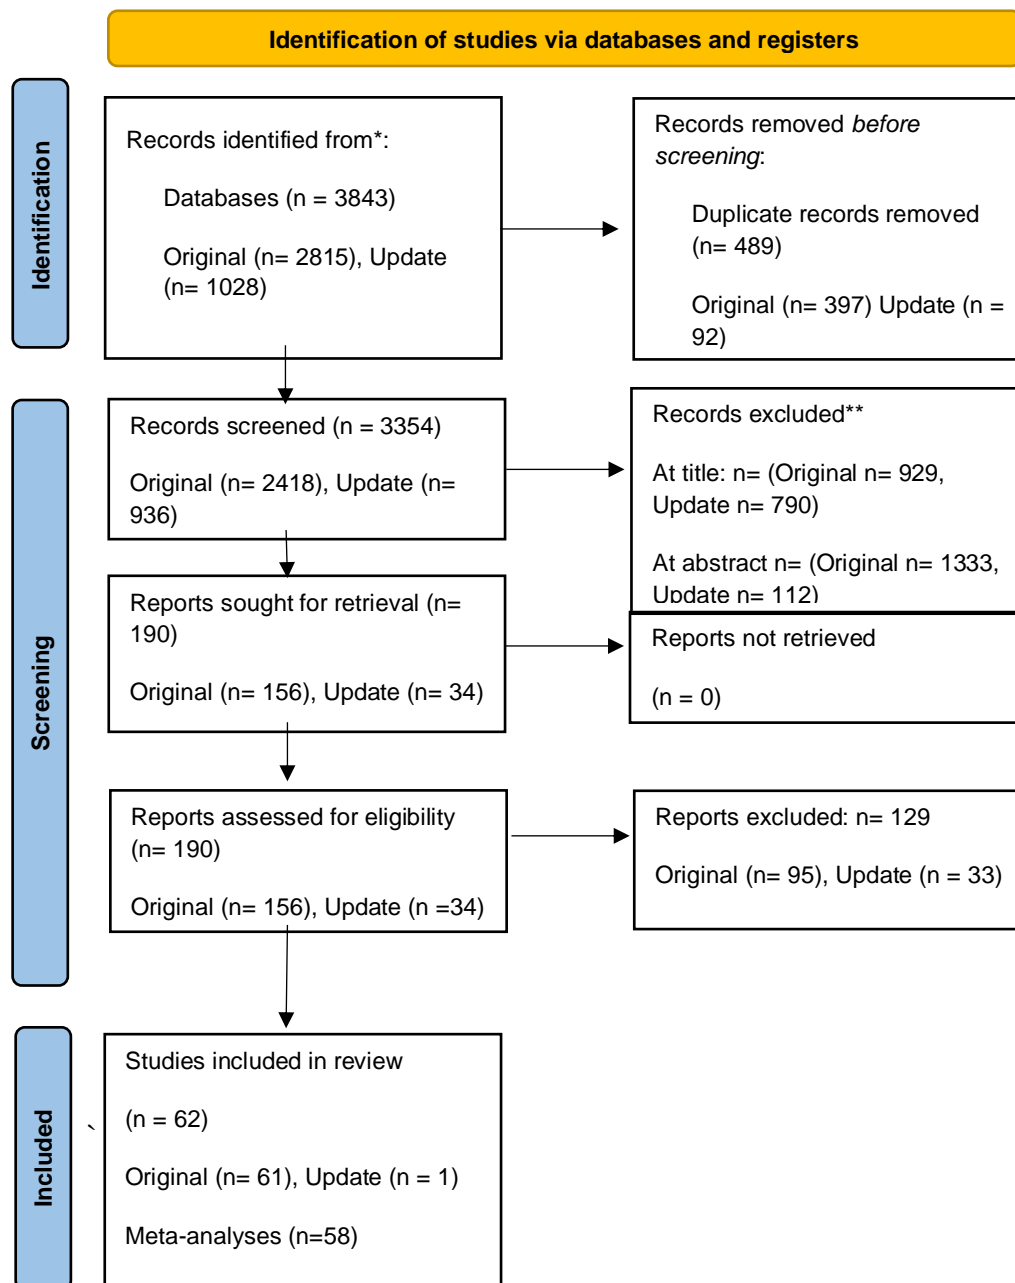 Identification of studies via databases and registers
Identification
Records identified from*:
Databases (n = 3843)
Original (n= 2815), Update
(n= 1028)
Records removed before
screening:
Duplicate records removed
(n= 489)
Original (n= 397) Update (n =
92)
Screening
Records screened (n = 3354)
Original (n= 2418), Update (n=
936)
Records excluded**
At title: n= (Original n= 929,
Update n= 790)
At abstract n= (Original n= 1333,
Update n= 112)
Reports sought for retrieval (n=
190)
Original (n= 156), Update (n= 34)
Reports not retrieved
(n = 0)
Reports assessed for eligibility
(n= 190)
Original (n= 156), Update (n =34)
Reports excluded: n= 129
Original (n= 95), Update (n = 33)
Included
`
Studies included in review
(n = 62)
Original (n= 61), Update (n = 1)
Meta-analyses (n=58)